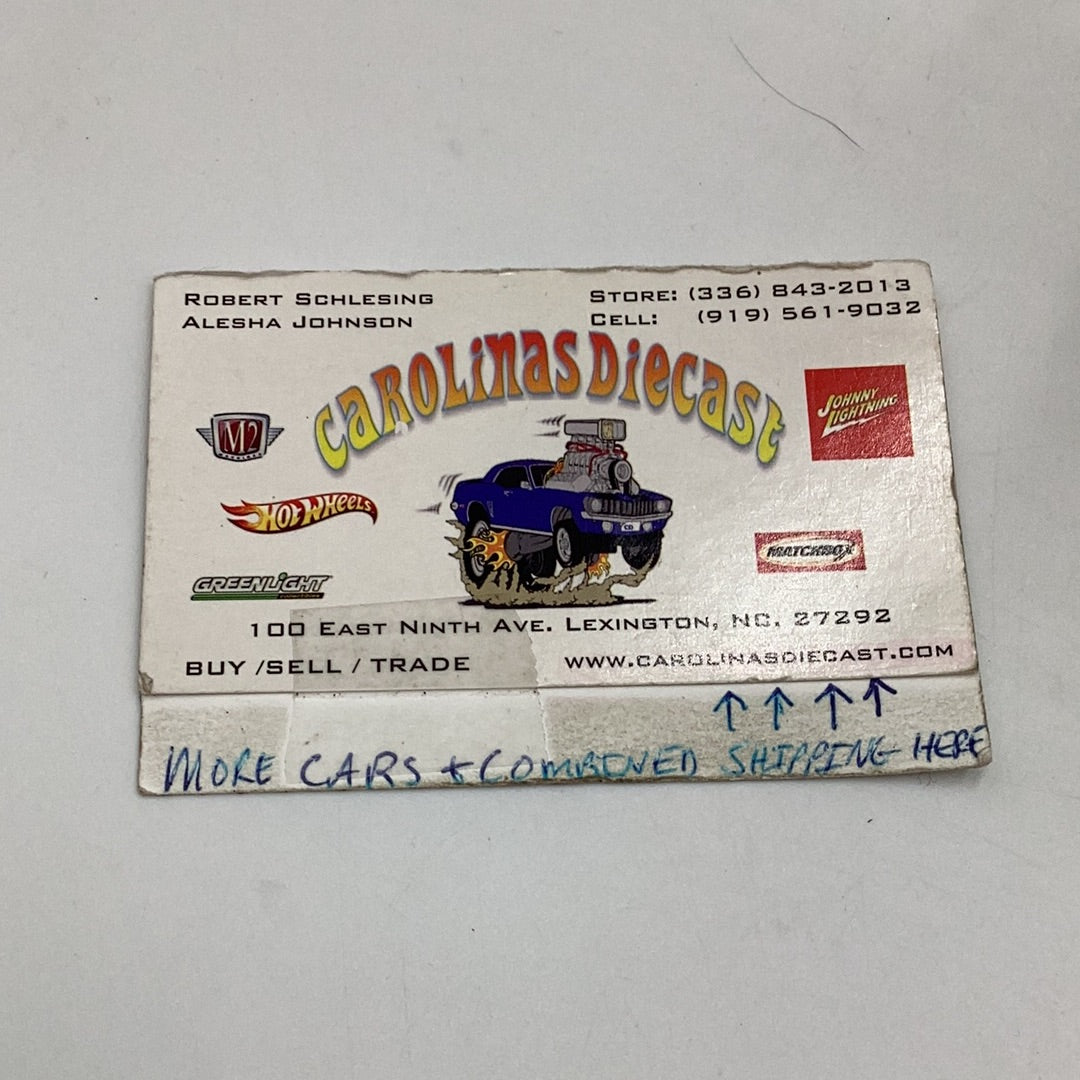 ROBERT SCHLESING
ALESHA JOHNSON
STORE: (336) 843-2013
CELL: (919) 561-9032
CAROLINAS DIECAST
M2
JOHNNY LIGHTNING
HOT WHEELS
MATCHBOX
GREENLIGHT
100 EAST NINTH AVE. LEXINGTON, NC. 27292
BUY /SELL / TRADE
WWW.CAROLINASDIECAST.COM
MORE CARS + COMBINED SHIPPING HERE